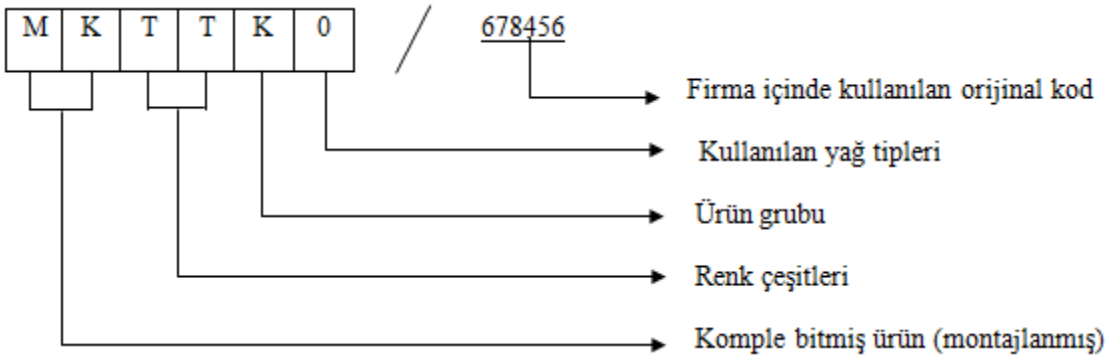 M K T T K 0 / 678456
Firma içinde kullanılan orijinal kod
Kullanılan yağ tipleri
Ürün grubu
Renk çeşitleri
Komple bitmiş ürün (montajlanmış)